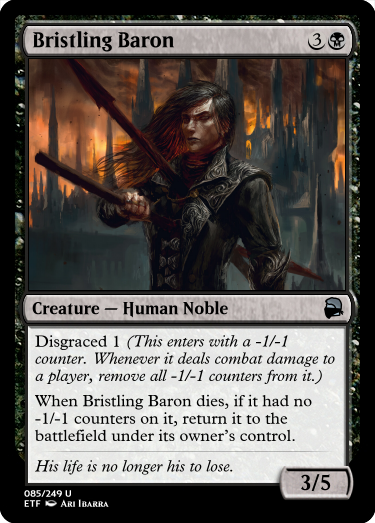 Bristling Baron 3
Creature — Human Noble
Disgraced 1 (This enters with a -1/-1
counter. Whenever it deals combat damage to
a player, remove all -1/-1 counters from it.)
When Bristling Baron dies, if it had no
-1/-1 counters on it, return it to the
battlefield under its owner's control.
His life is no longer his to lose.
3/5
085/249 U
ETF Ari Ibarra